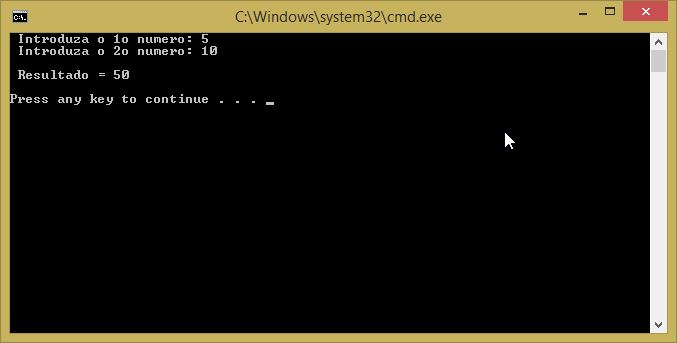 C:\Windows\system32\cmd.exe
Introduza o 1o numero: 5
Introduza o 2o numero: 10
Resultado = 50
Press any key to continue . . . _